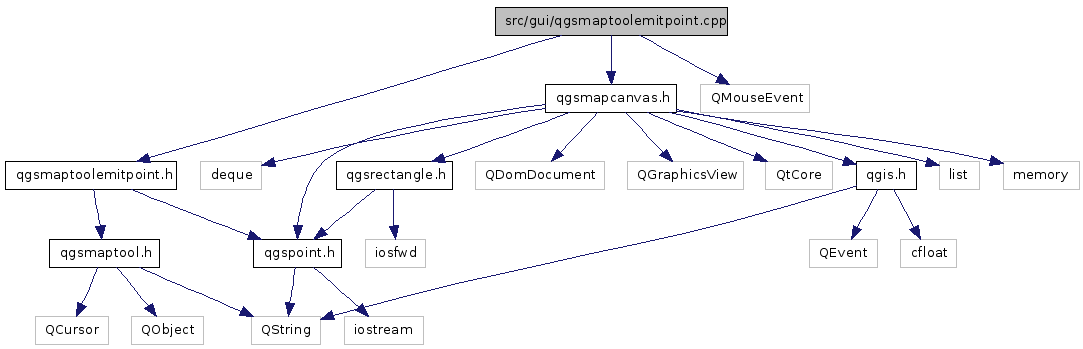 src/gui/qgsmaptoolemitpoint.cpp
qgsmapcanvas.h
QMouseEvent
qgsmaptoolemitpoint.h
deque
qgsrectangle.h
QDomDocument
QGraphicsView
QtCore
qgis.h
list
memory
qgsmaptool.h
qgspoint.h
iosfwd
QEvent
cfloat
QCursor
QObject
QString
iostream